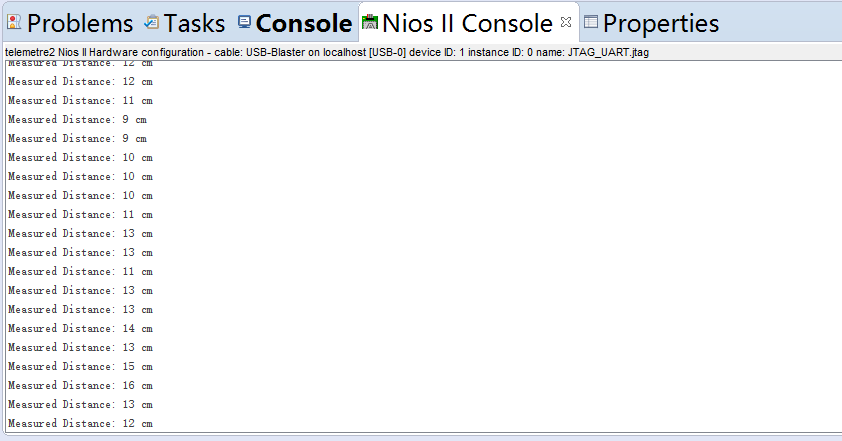 Problems Tasks Console Nios II Console Properties
telemetre2 Nios II Hardware configuration - cable: USB-Blaster on localhost [USB-0] device ID: 1 instance ID: 0 name: JTAG_UART.jtag
Measured Distance: 12 cm
Measured Distance: 12 cm
Measured Distance: 11 cm
Measured Distance: 9 cm
Measured Distance: 9 cm
Measured Distance: 10 cm
Measured Distance: 10 cm
Measured Distance: 10 cm
Measured Distance: 11 cm
Measured Distance: 13 cm
Measured Distance: 13 cm
Measured Distance: 11 cm
Measured Distance: 13 cm
Measured Distance: 13 cm
Measured Distance: 14 cm
Measured Distance: 13 cm
Measured Distance: 15 cm
Measured Distance: 16 cm
Measured Distance: 13 cm
Measured Distance: 12 cm